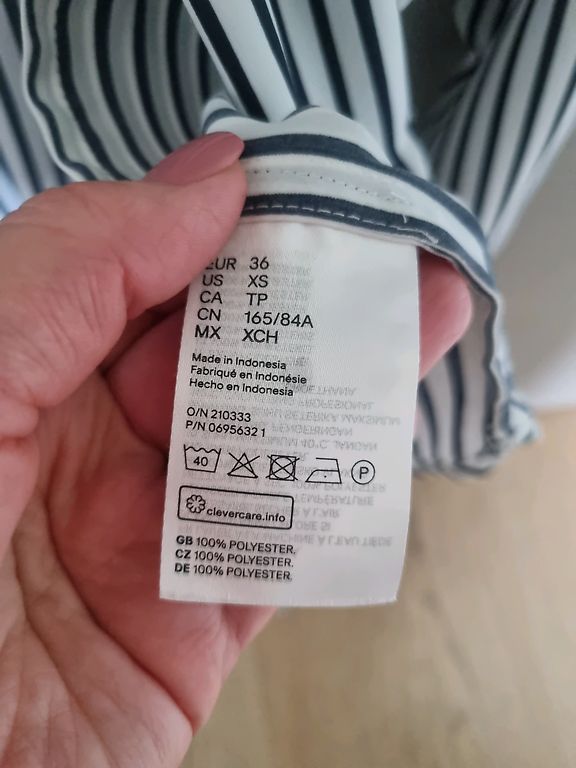 EUR 36
US XS
CA TP
CN 165/84A
MX XCH
Made in Indonesia
Fabriqué en Indonésie
Hecho en Indonesia
O/N 210333
P/N 0695632 1
40
P
clevercare.info
GB 100% POLYESTER.
CZ 100% POLYESTER.
DE 100% POLYESTER.